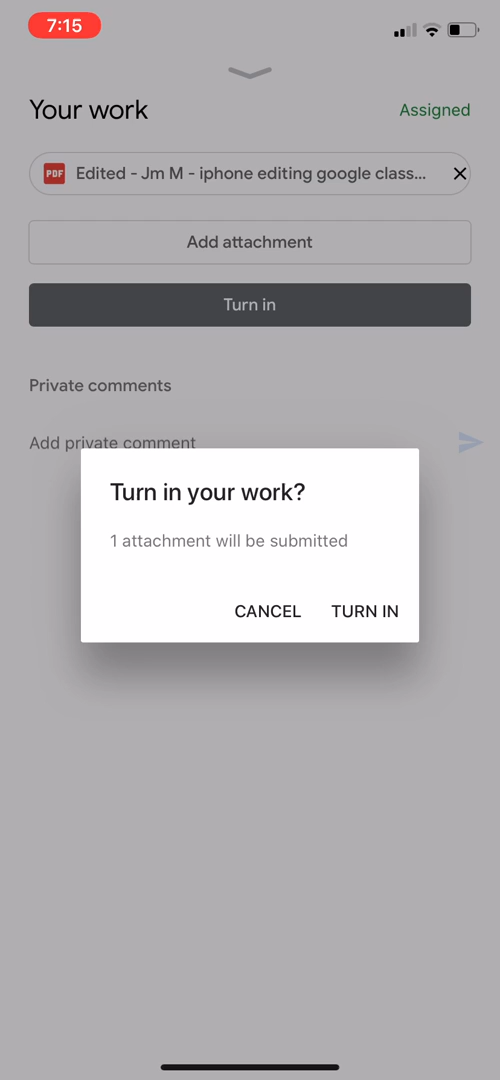 7:15
Your work
Assigned
PDF Edited - Jm M - iphone editing google class...
Add attachment
Turn in
Private comments
Add private comment
Turn in your work?
1 attachment will be submitted
CANCEL TURN IN